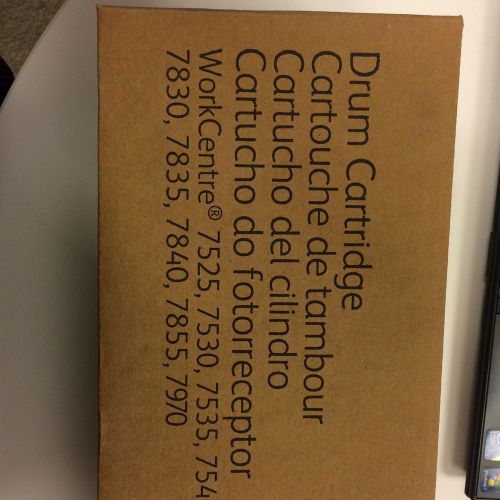 Drum Cartridge
Cartouche de tambour
Cartucho del cilindro
Cartucho do fotorreceptor
WorkCentre® 7525, 7530, 7535, 754
7830, 7835, 7840, 7855, 7970